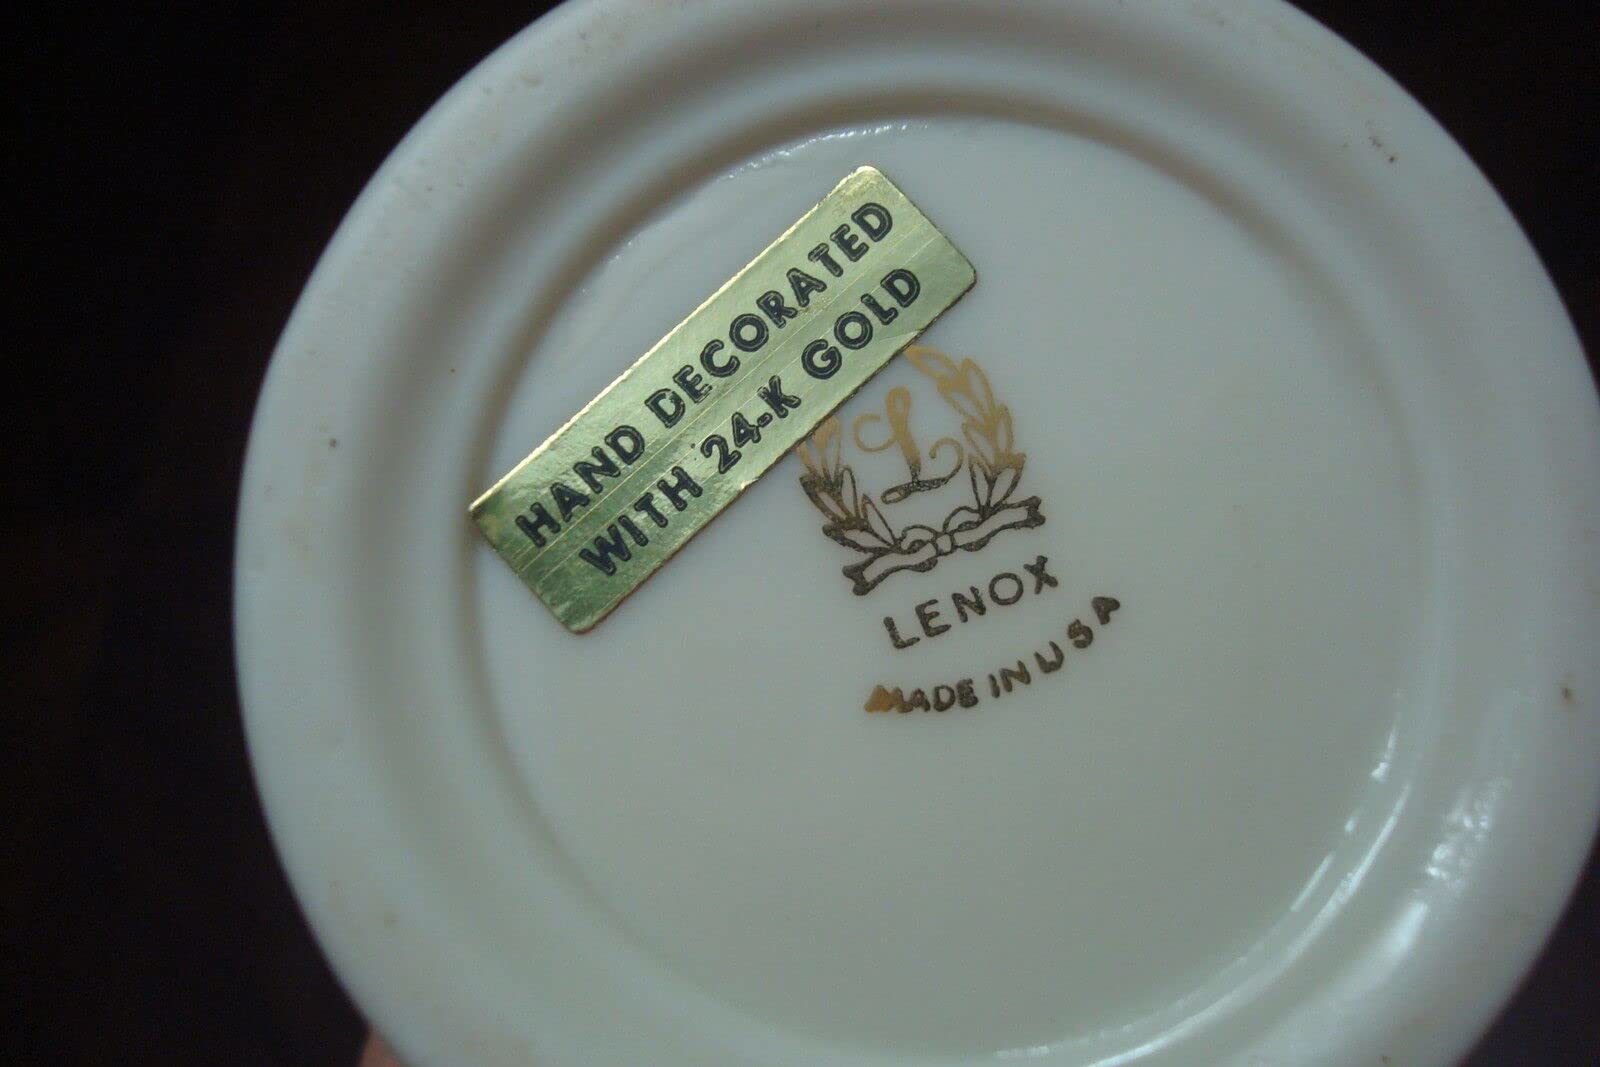 HAND DECORATED
WITH 24-K GOLD
L
LENOX
MADE IN USA